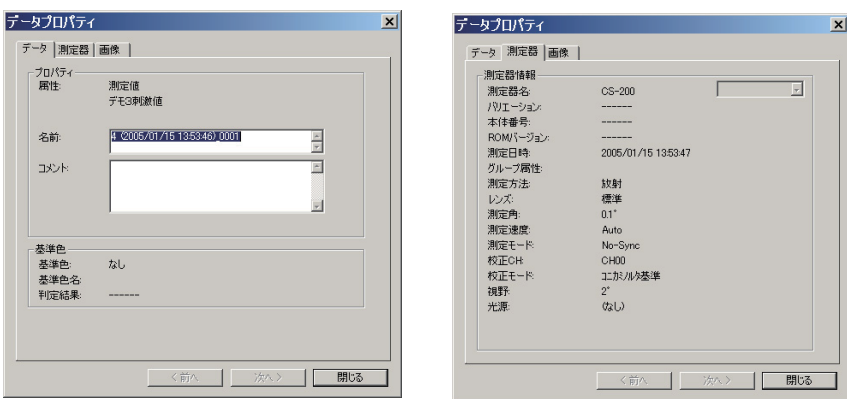 データプロパティ
データ 測定器 画像
プロパティ
属性: 測定値
デモ3刺激値
名前: 4 (2005/01/15 13:53:46) 0001
コメント:
基準色
基準色: なし
基準色名:
判定結果: ------
<前へ 次へ> 閉じる
データプロパティ
データ 測定器 画像
測定器情報
測定器名: CS-200
バリエーション: ------
本体番号: ------
ROMバージョン: ------
測定日時: 2005/01/15 13:53:47
グループ属性:
測定方法: 放射
レンズ: 標準
測定角: 0.1°
測定速度: Auto
測定モード: No-Sync
校正CH: CH00
校正モード: コニカミノルタ基準
視野: 2°
光源: (なし)
<前へ 次へ> 閉じる